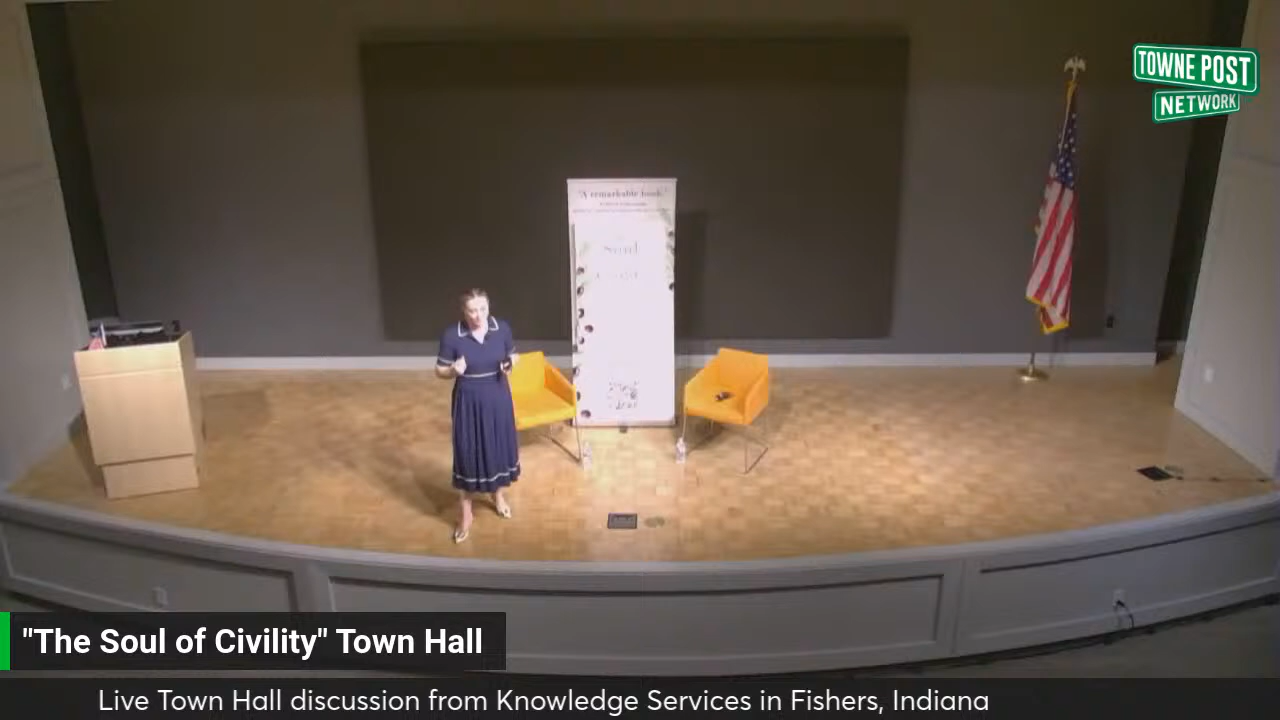 TOWNE POST
NETWORK
"A remarkable book"
Soul
"The Soul of Civility" Town Hall
Live Town Hall discussion from Knowledge Services in Fishers, Indiana